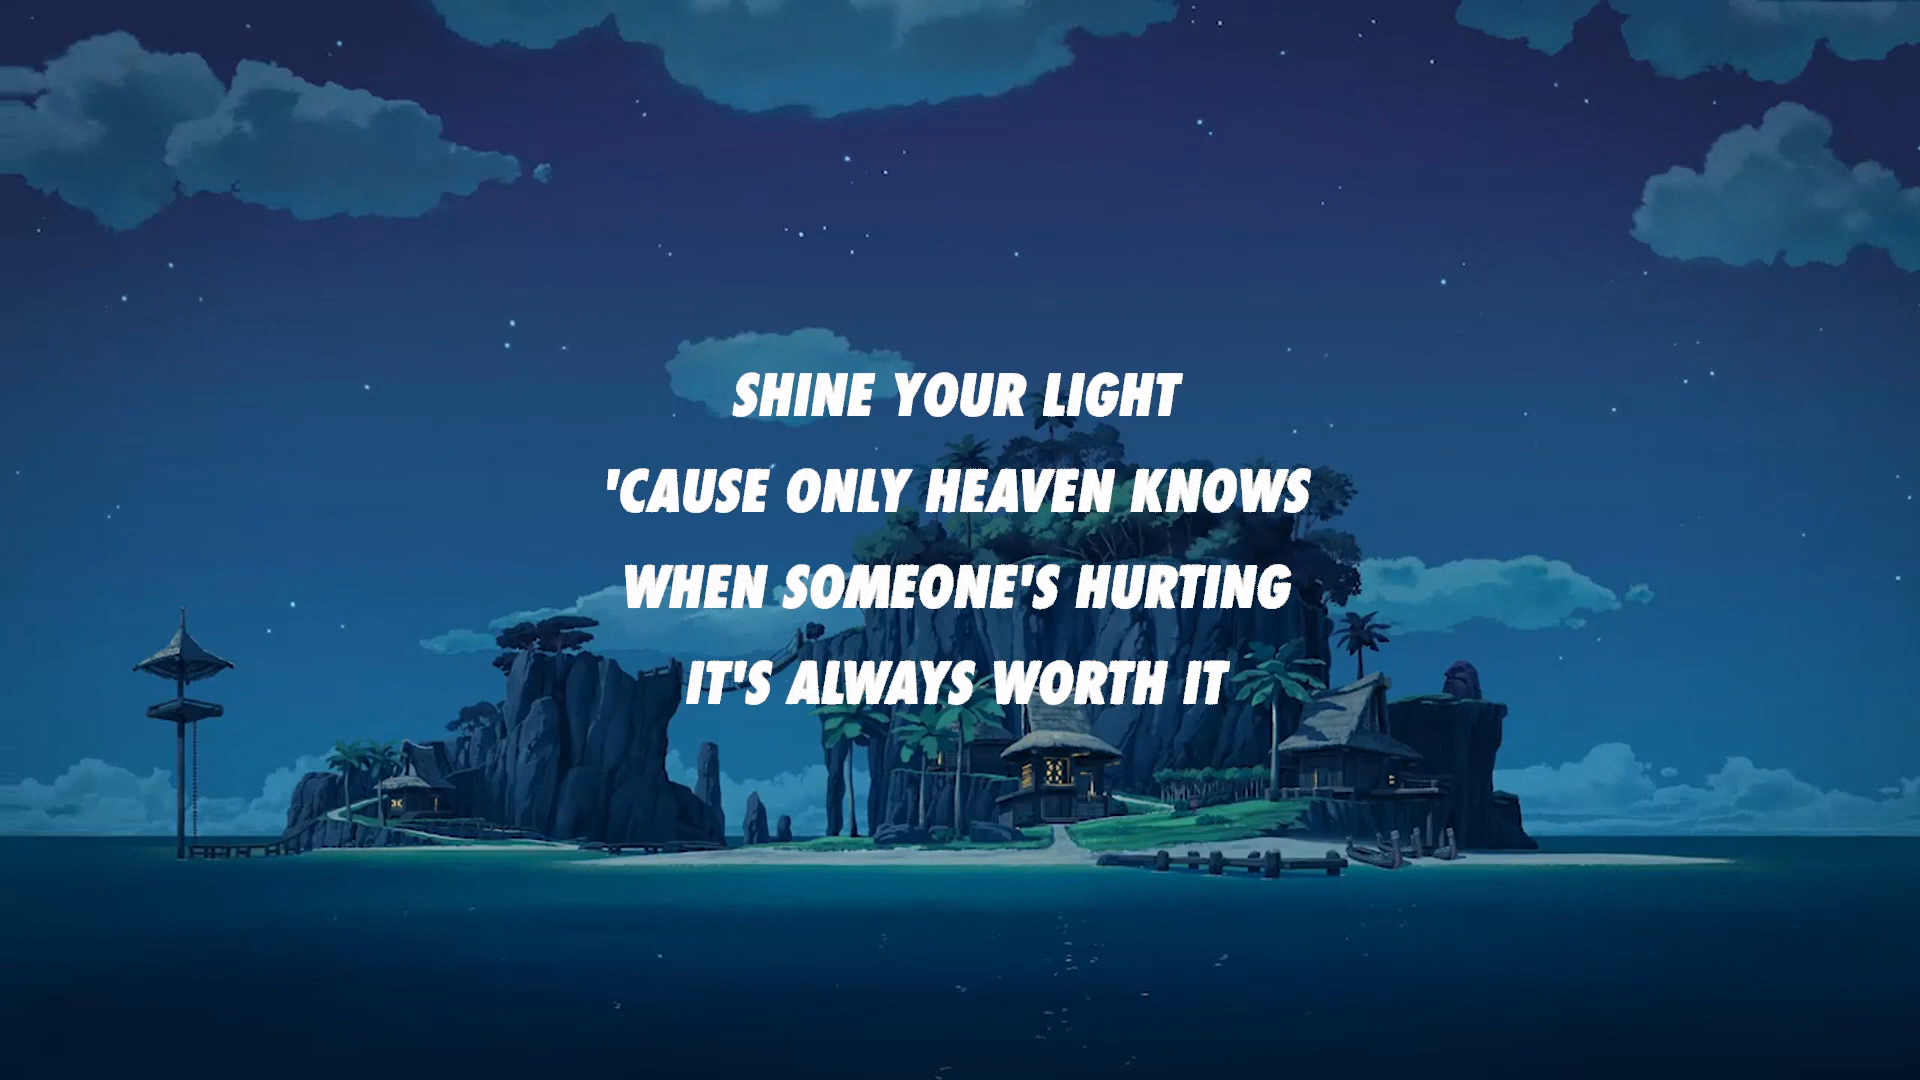 SHINE YOUR LIGHT
'CAUSE ONLY HEAVEN KNOWS
WHEN SOMEONE'S HURTING
IT'S ALWAYS WORTH IT